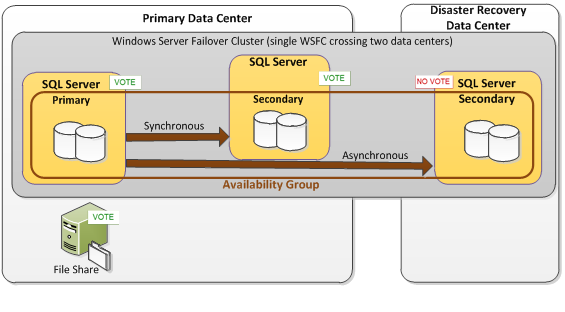 Primary Data Center
Disaster Recovery
Data Center
Windows Server Failover Cluster (single WSFC crossing two data centers)
SQL Server
VOTE
Primary
SQL Server
VOTE
Secondary
NO VOTE
SQL Server
Secondary
Synchronous
Asynchronous
Availability Group
VOTE
File Share